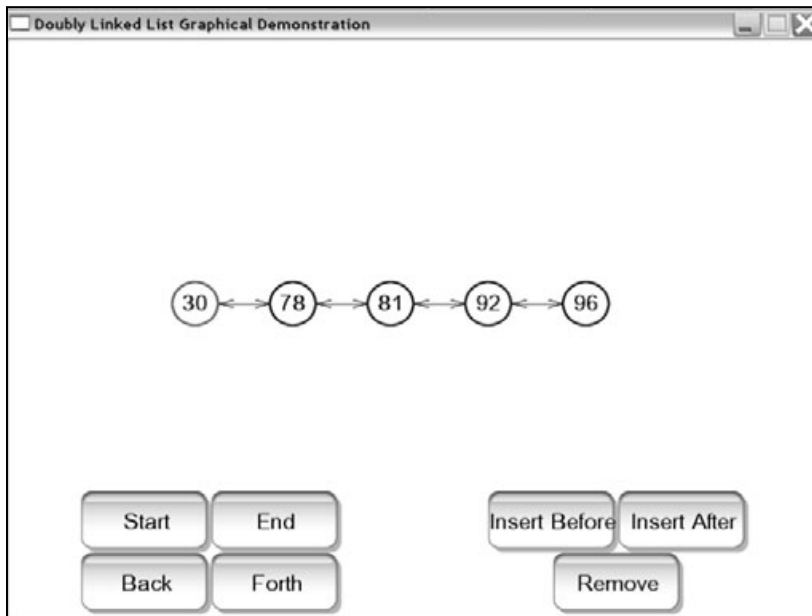 Doubly Linked List Graphical Demonstration
30 78 81 92 96
Start End Insert Before Insert After
Back Forth Remove